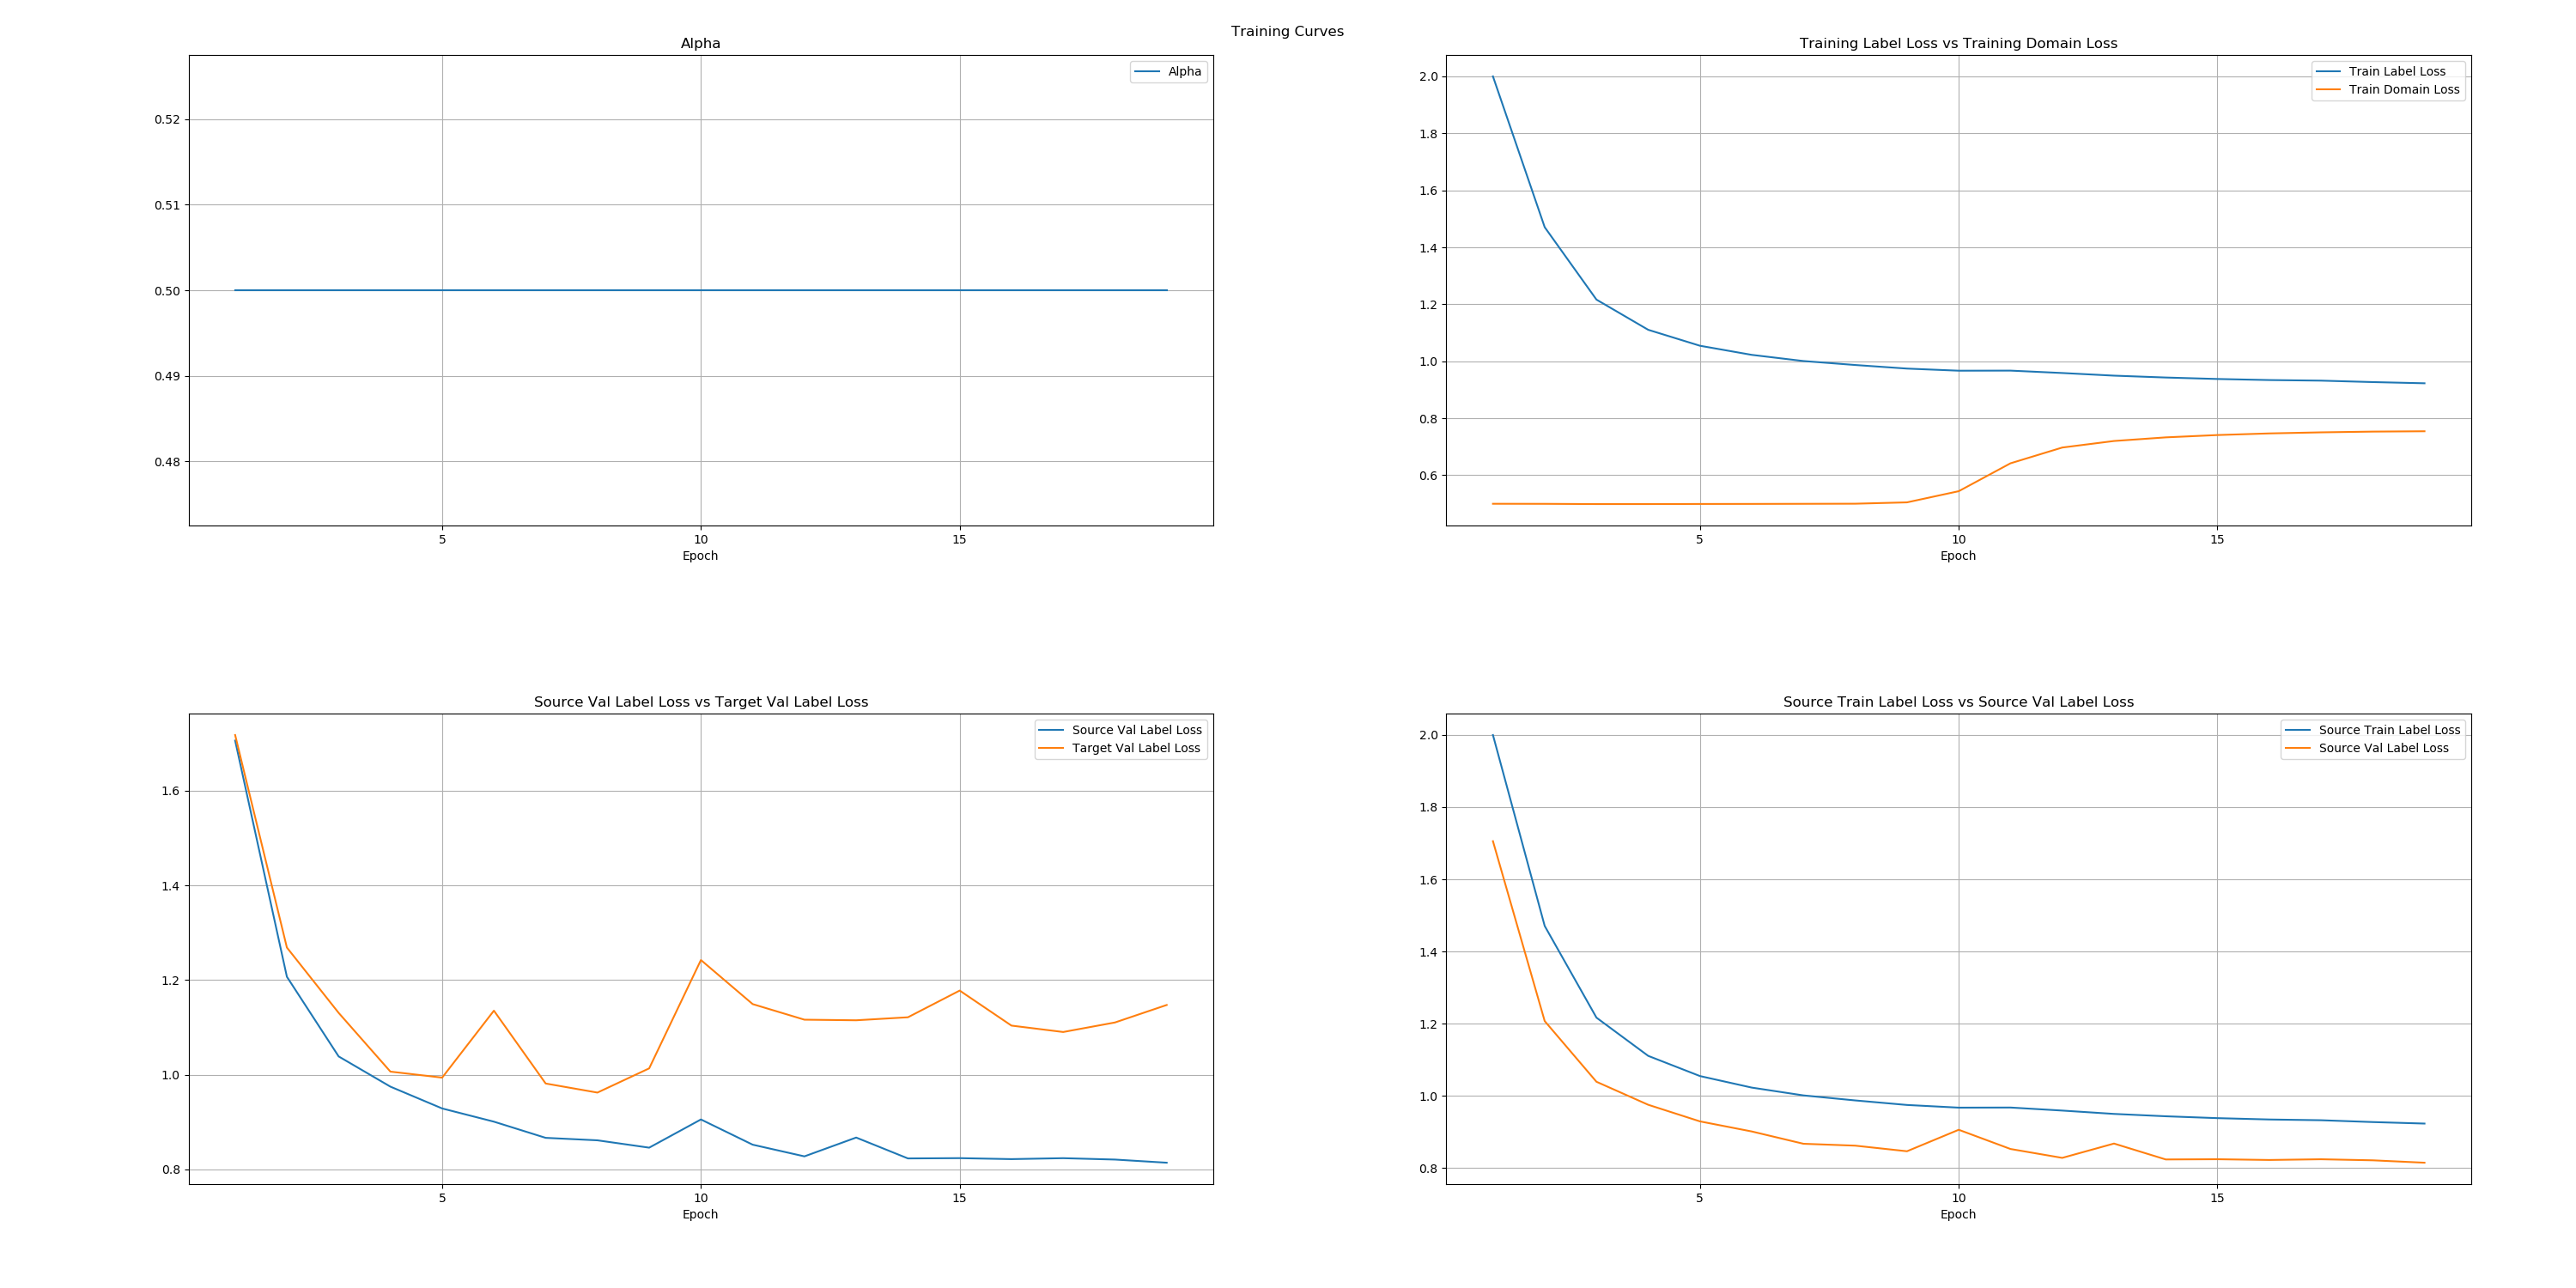 Training Curves
Alpha
Alpha
0.52
0.51
0.50
0.49
0.48
5
10
15
Epoch
Training Label Loss vs Training Domain Loss
Train Label Loss
Train Domain Loss
2.0
1.8
1.6
1.4
1.2
1.0
0.8
0.6
5
10
15
Epoch
Source Val Label Loss vs Target Val Label Loss
Source Val Label Loss
Target Val Label Loss
1.6
1.4
1.2
1.0
0.8
5
10
15
Epoch
Source Train Label Loss vs Source Val Label Loss
Source Train Label Loss
Source Val Label Loss
2.0
1.8
1.6
1.4
1.2
1.0
0.8
5
10
15
Epoch